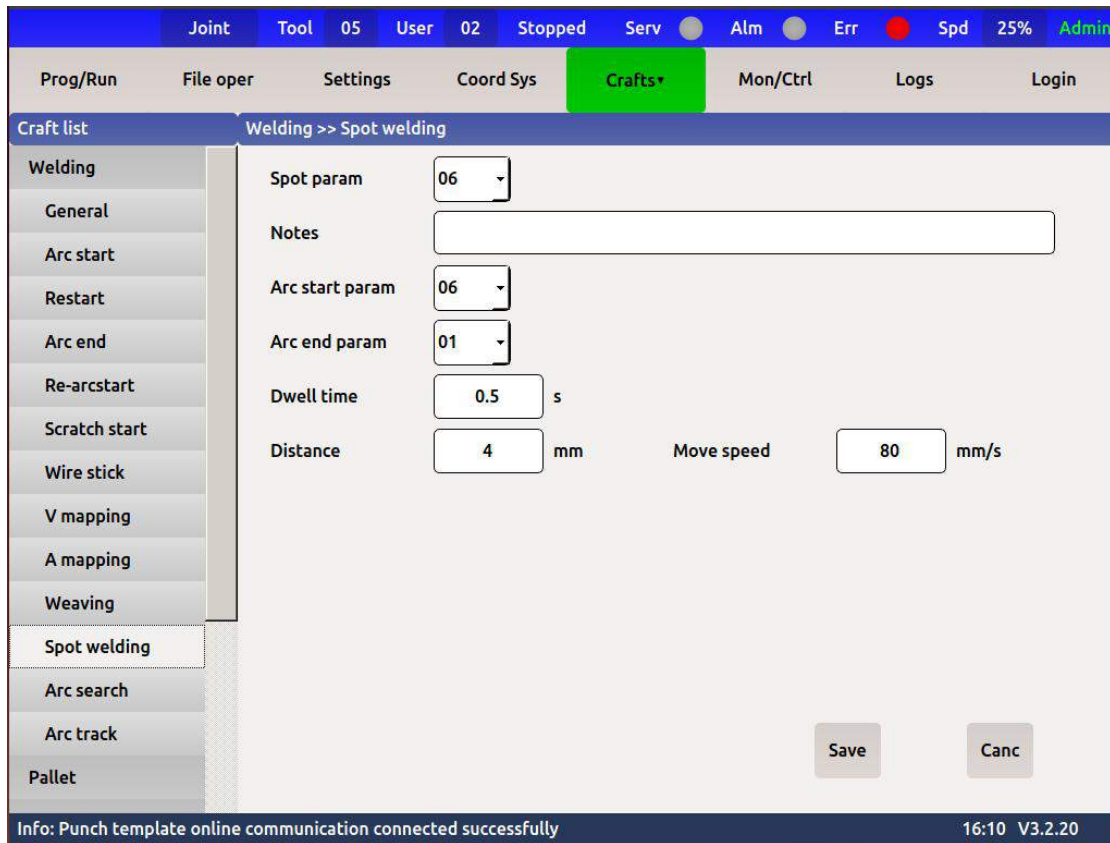 Joint Tool 05 User 02 Stopped Serv Alm Err Spd 25% Admin
Prog/Run File oper Settings Coord Sys Crafts▾ Mon/Ctrl Logs Login
Craft list Welding >> Spot welding
Welding
General
Arc start
Restart
Arc end
Re-arcstart
Scratch start
Wire stick
V mapping
A mapping
Weaving
Spot welding
Arc search
Arc track
Pallet
Spot param 06
Notes
Arc start param 06
Arc end param 01
Dwell time 0.5 s
Distance 4 mm Move speed 80 mm/s
Save Canc
Info: Punch template online communication connected successfully 16:10 V3.2.20